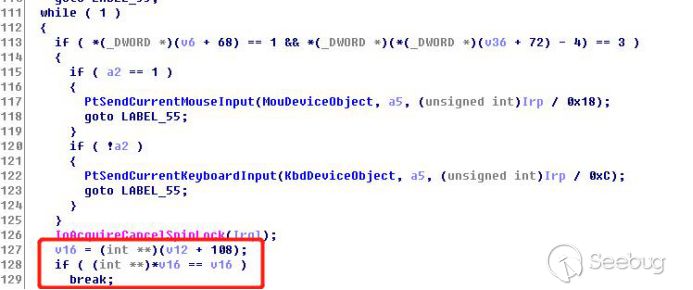 goto LABEL_55;
111 while ( 1 )
112 {
113 if ( *(_DWORD *)(v6 + 68) == 1 && *(_DWORD *)(*(_DWORD *)(v36 + 72) - 4) == 3 )
114 {
115 if ( a2 == 1 )
116 {
117 PtSendCurrentMouseInput(MouDeviceObject, a5, (unsigned int)Irp / 0x18);
118 goto LABEL_55;
119 }
120 if ( !a2 )
121 {
122 PtSendCurrentKeyboardInput(KbdDeviceObject, a5, (unsigned int)Irp / 0xC);
123 goto LABEL_55;
124 }
125 }
126 IoAcquireCancelSpinLock(Irql);
127 v16 = (int **)(v12 + 108);
128 if ( (int **)*v16 == v16 )
129 break;
Seebug